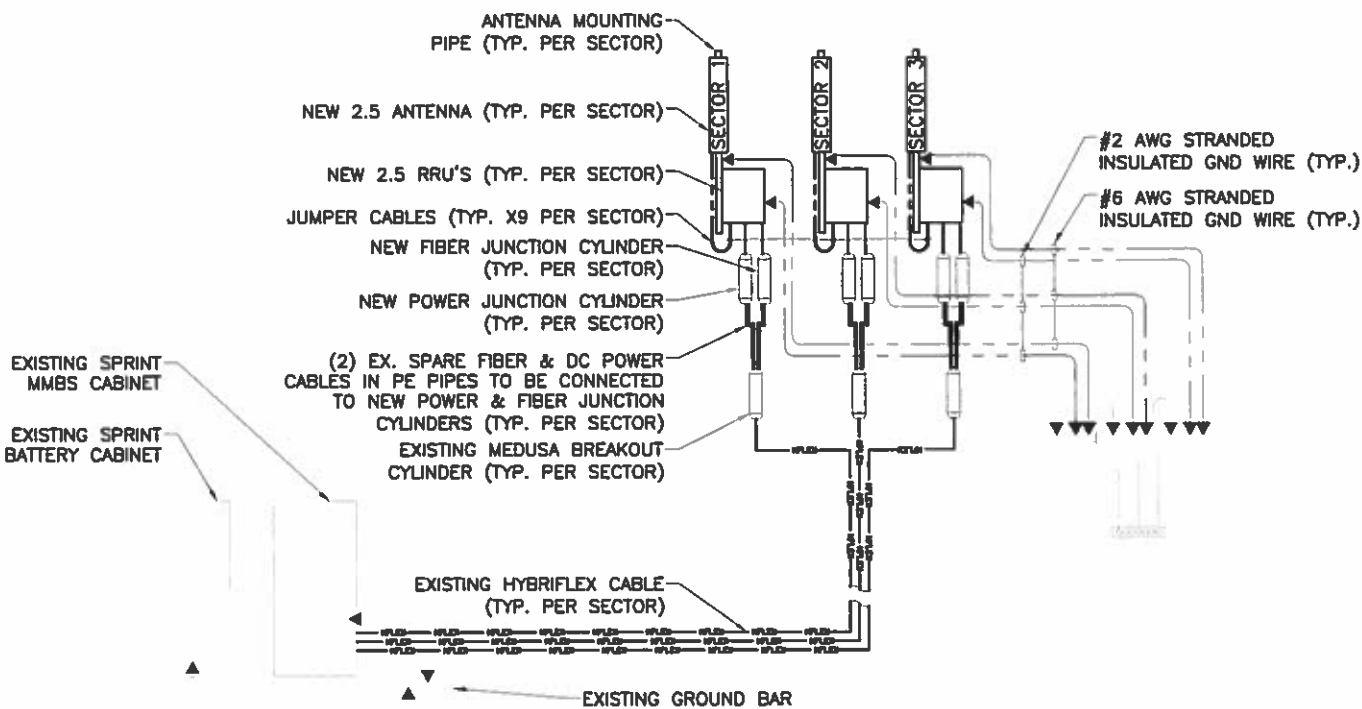 ANTENNA MOUNTING
PIPE (TYP. PER SECTOR)
NEW 2.5 ANTENNA (TYP. PER SECTOR)
NEW 2.5 RRU'S (TYP. PER SECTOR)
JUMPER CABLES (TYP. X9 PER SECTOR)
NEW FIBER JUNCTION CYLINDER
(TYP. PER SECTOR)
NEW POWER JUNCTION CYLINDER
(TYP. PER SECTOR)
(2) EX. SPARE FIBER & DC POWER
CABLES IN PE PIPES TO BE CONNECTED
TO NEW POWER & FIBER JUNCTION
CYLINDERS (TYP. PER SECTOR)
EXISTING MEDUSA BREAKOUT
CYLINDER (TYP. PER SECTOR)
SECTOR 1
SECTOR 2
SECTOR 3
#2 AWG STRANDED
INSULATED GND WIRE (TYP.)
#6 AWG STRANDED
INSULATED GND WIRE (TYP.)
EXISTING SPRINT
MMBS CABINET
EXISTING SPRINT
BATTERY CABINET
EXISTING HYBRIFLEX CABLE
(TYP. PER SECTOR)
EXISTING GROUND BAR